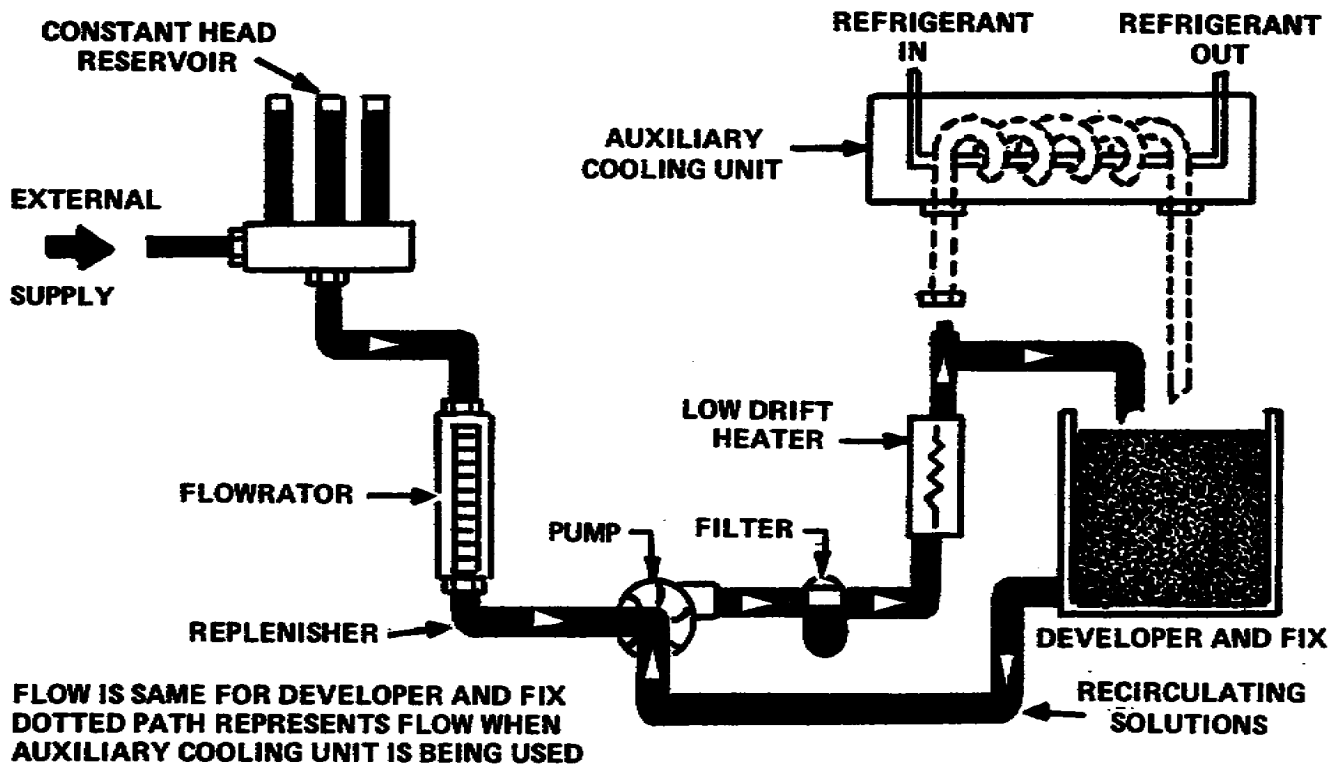 CONSTANT HEAD
RESERVOIR
REFRIGERANT
IN
REFRIGERANT
OUT
AUXILIARY
COOLING UNIT
EXTERNAL
SUPPLY
LOW DRIFT
HEATER
FLOWRATOR
PUMP
FILTER
REPLENISHER
DEVELOPER AND FIX
RECIRCULATING
SOLUTIONS
FLOW IS SAME FOR DEVELOPER AND FIX
DOTTED PATH REPRESENTS FLOW WHEN
AUXILIARY COOLING UNIT IS BEING USED